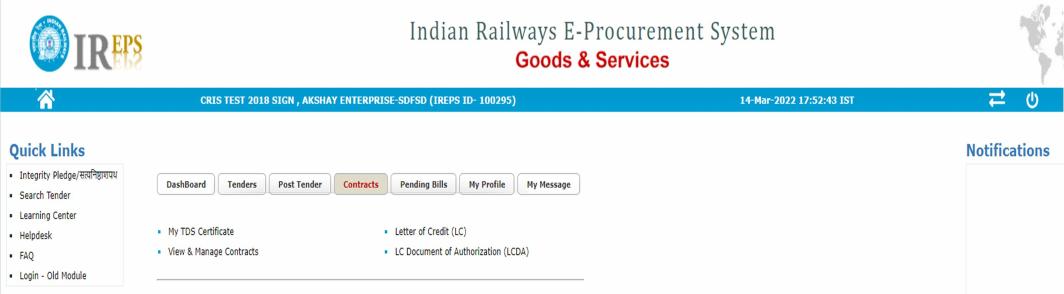 IREPS
Indian Railways E-Procurement System
Goods & Services
CRIS TEST 2018 SIGN , AKSHAY ENTERPRISE-SDFSD (IREPS ID- 100295)
14-Mar-2022 17:52:43 IST
Quick Links
Integrity Pledge/सत्यनिष्ठाशपथ
Search Tender
Learning Center
Helpdesk
FAQ
Login - Old Module
DashBoard Tenders Post Tender Contracts Pending Bills My Profile My Message
My TDS Certificate
View & Manage Contracts
Letter of Credit (LC)
LC Document of Authorization (LCDA)
Notifications